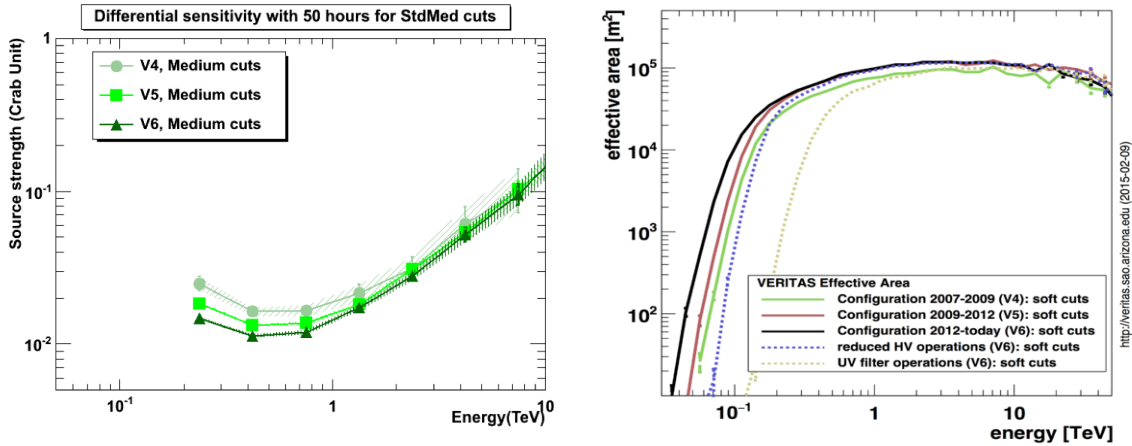 Differential sensitivity with 50 hours for StdMed cuts
Source strength (Crab Unit)
1
10⁻¹
10⁻²
V4, Medium cuts
V5, Medium cuts
V6, Medium cuts
10⁻¹
1
10
Energy(TeV)
effective area [m²]
10⁵
10⁴
10³
10²
VERITAS Effective Area
Configuration 2007-2009 (V4): soft cuts
Configuration 2009-2012 (V5): soft cuts
Configuration 2012-today (V6): soft cuts
reduced HV operations (V6): soft cuts
UV filter operations (V6): soft cuts
10⁻¹
1
10
energy [TeV]
http://veritas.sao.arizona.edu (2015-02-09)